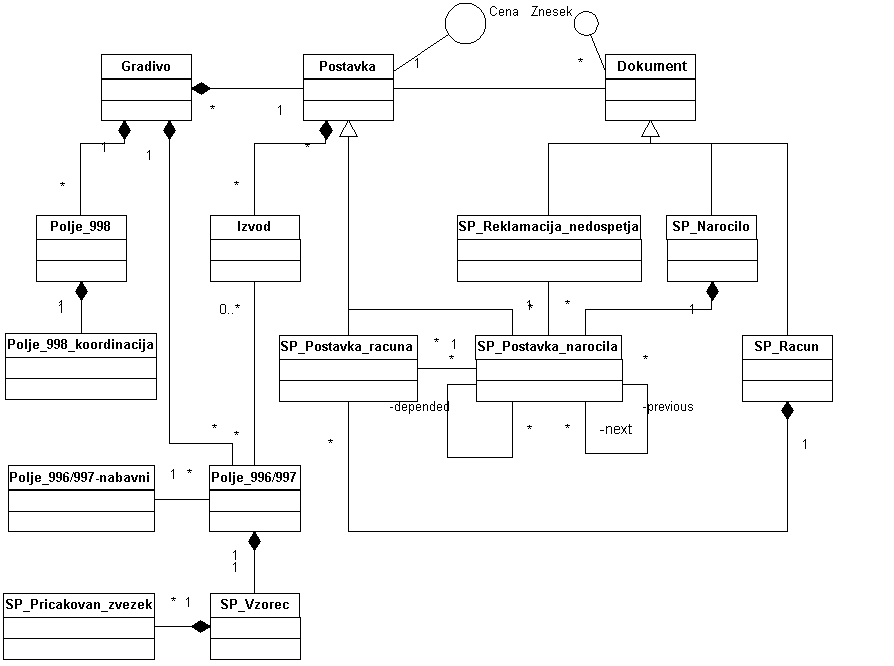 Cena Znesek
1
*
Gradivo
Postavka
Dokument
*
1
1
1
*
*
*
Polje_998
Izvod
SP_Reklamacija_nedospetja
SP_Narocilo
1
1
0..*
1
*
*
1
Polje_998_koordinacija
SP_Postavka_racuna
* 1
*
SP_Postavka_narocila
*
SP_Racun
-depended
-previous
-next
*
*
*
1
*
*
Polje_996/997-nabavni
1 *
Polje_996/997
1
1
SP_Pricakovan_zvezek
* 1
SP_Vzorec